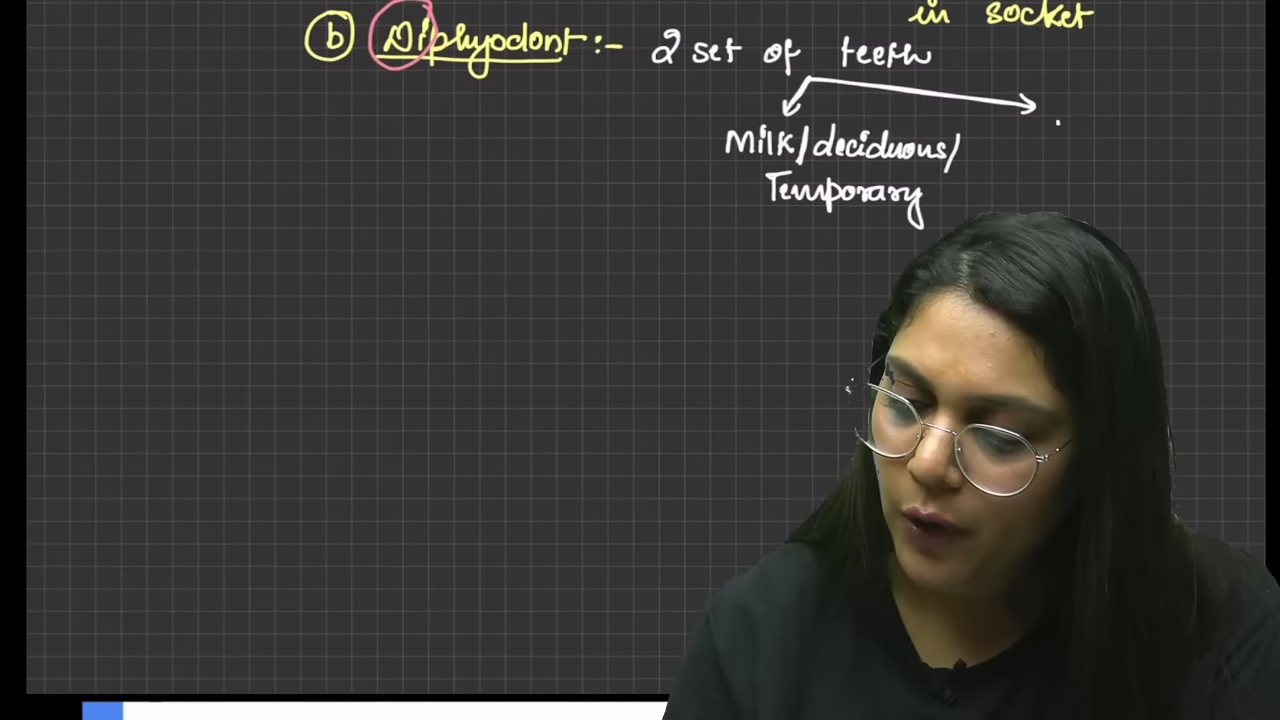 in socket
b Diphyodont :- 2 set of teeth
Milk/deciduous/
Temporary